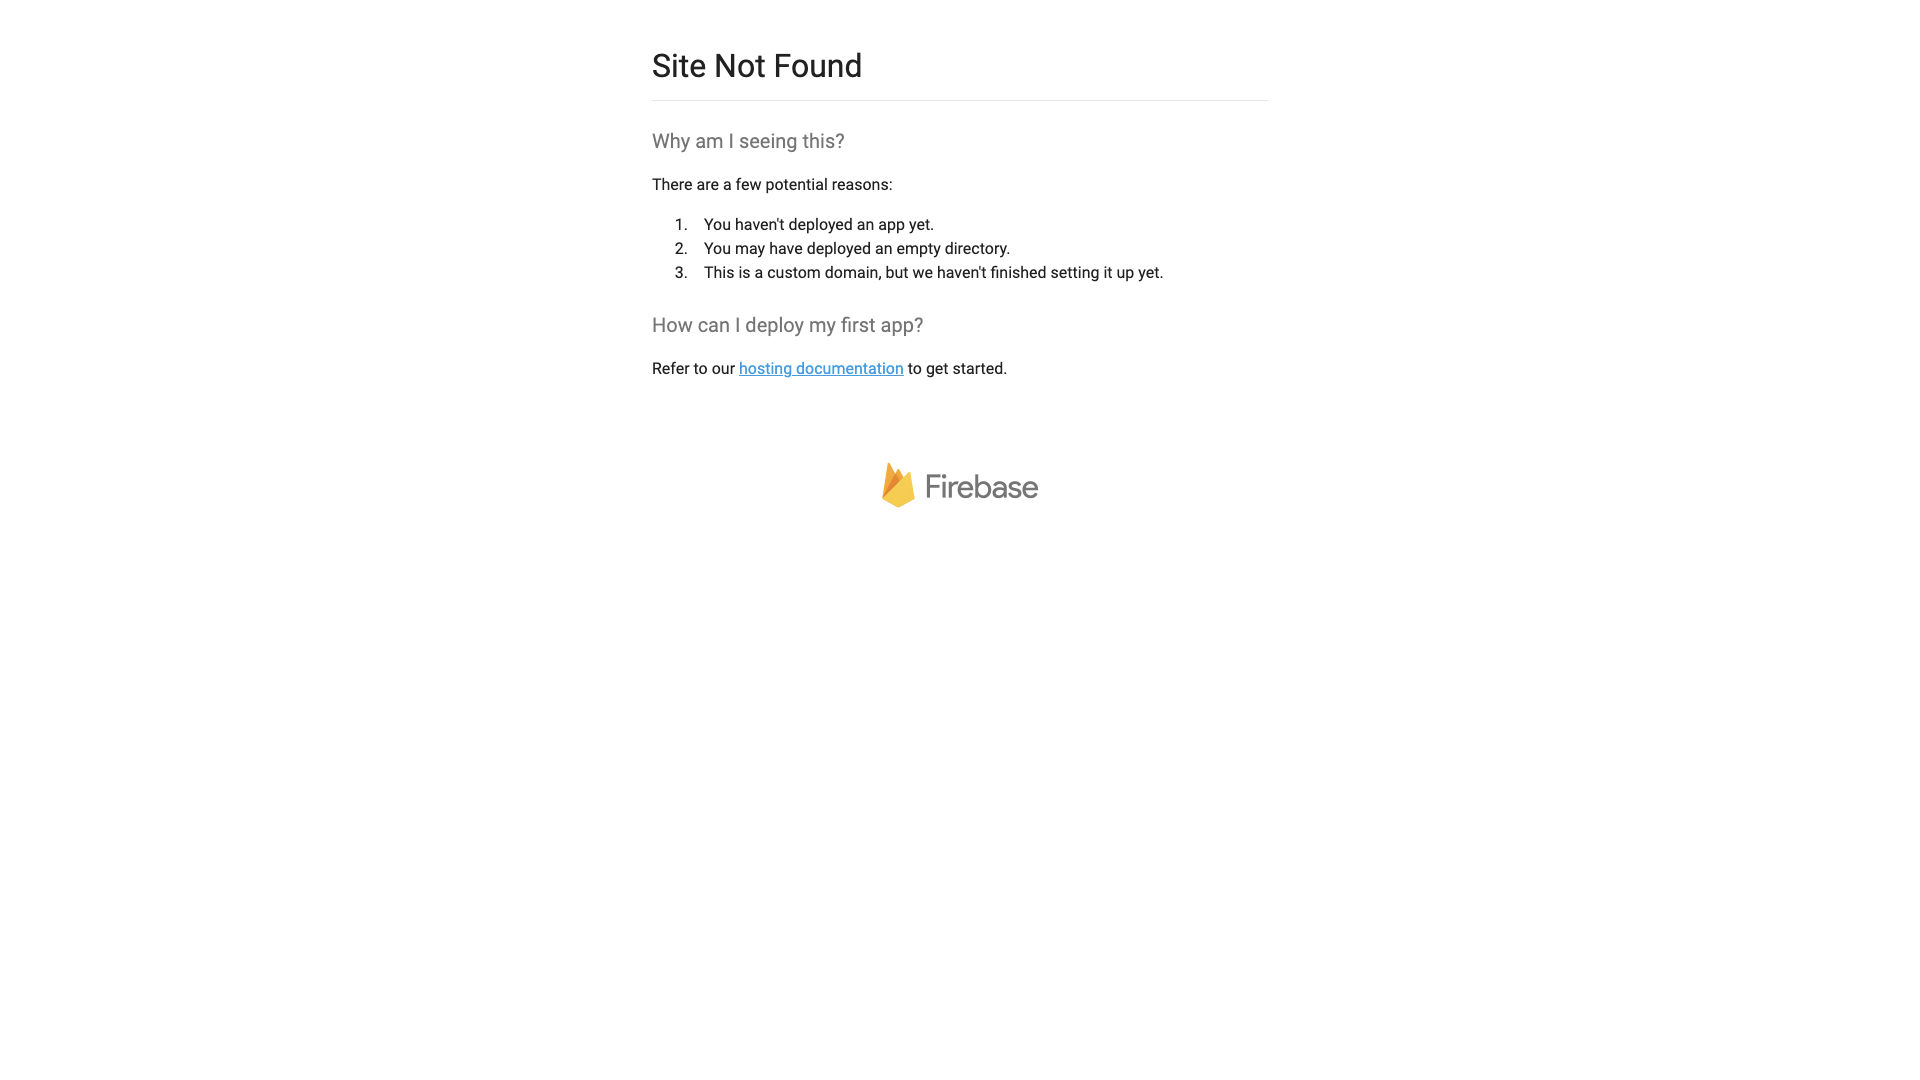 Site Not Found
Why am I seeing this?
There are a few potential reasons:
1. You haven't deployed an app yet.
2. You may have deployed an empty directory.
3. This is a custom domain, but we haven't finished setting it up yet.
How can I deploy my first app?
Refer to our hosting documentation to get started.
Firebase